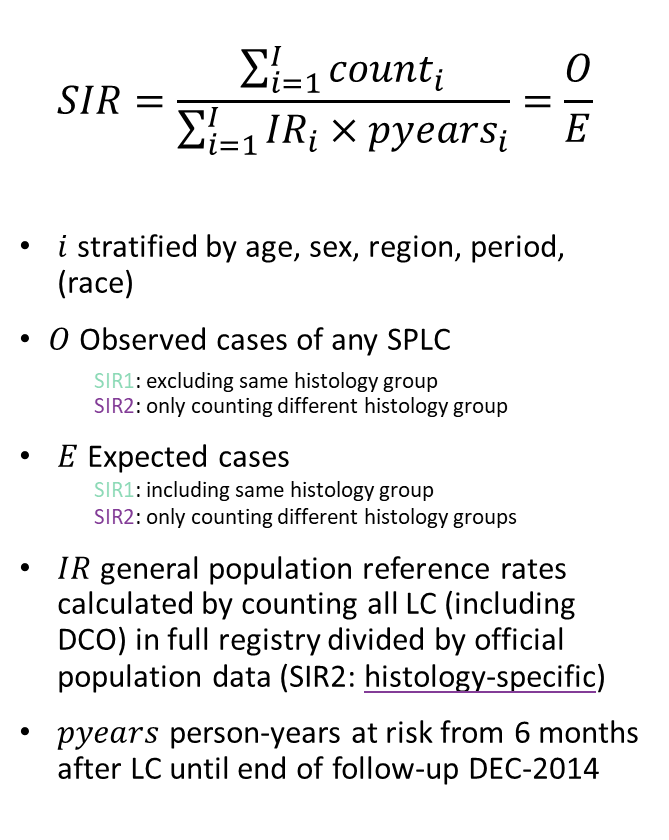 SIR = \frac{\sum_{i=1}^{I} count_i}{\sum_{i=1}^{I} IR_i × pyears_i} = \frac{O}{E}
• i stratified by age, sex, region, period,
(race)
• O Observed cases of any SPLC
SIR1: excluding same histology group
SIR2: only counting different histology group
• E Expected cases
SIR1: including same histology group
SIR2: only counting different histology groups
• IR general population reference rates
calculated by counting all LC (including
DCO) in full registry divided by official
population data (SIR2: histology-specific)
• pyears person-years at risk from 6 months
after LC until end of follow-up DEC-2014